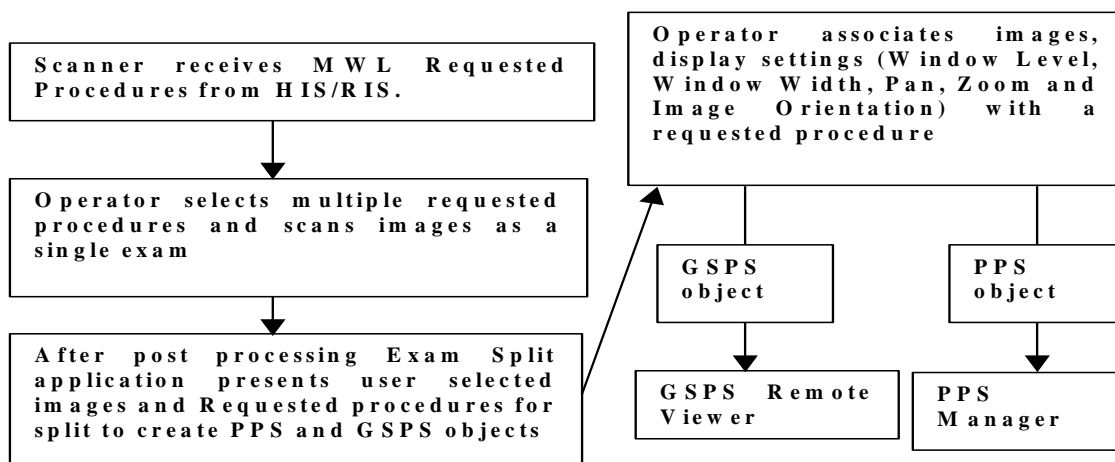 Scanner receives MWL Requested
Procedures from HIS/RIS.
Operator selects multiple requested
procedures and scans images as a
single exam
After post processing Exam Split
application presents user selected
images and Requested procedures for
split to create PPS and GSPS objects
Operator associates images,
display settings (Window Level,
Window Width, Pan, Zoom and
Image Orientation) with a
requested procedure
GSPS
object
PPS
object
GSPS Remote
Viewer
PPS
Manager